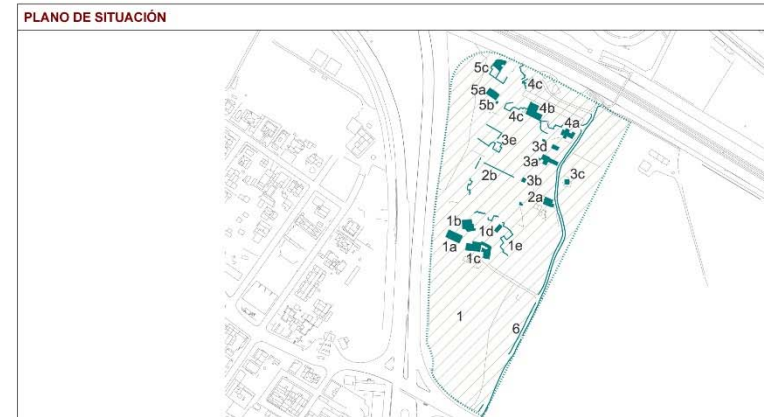 PLANO DE SITUACIÓN
5c
4c
5a
5b
4b
4c
4a
3e
3d
3a
2b
3b
3c
2a
1b
1d
1e
1a
1c
1
6